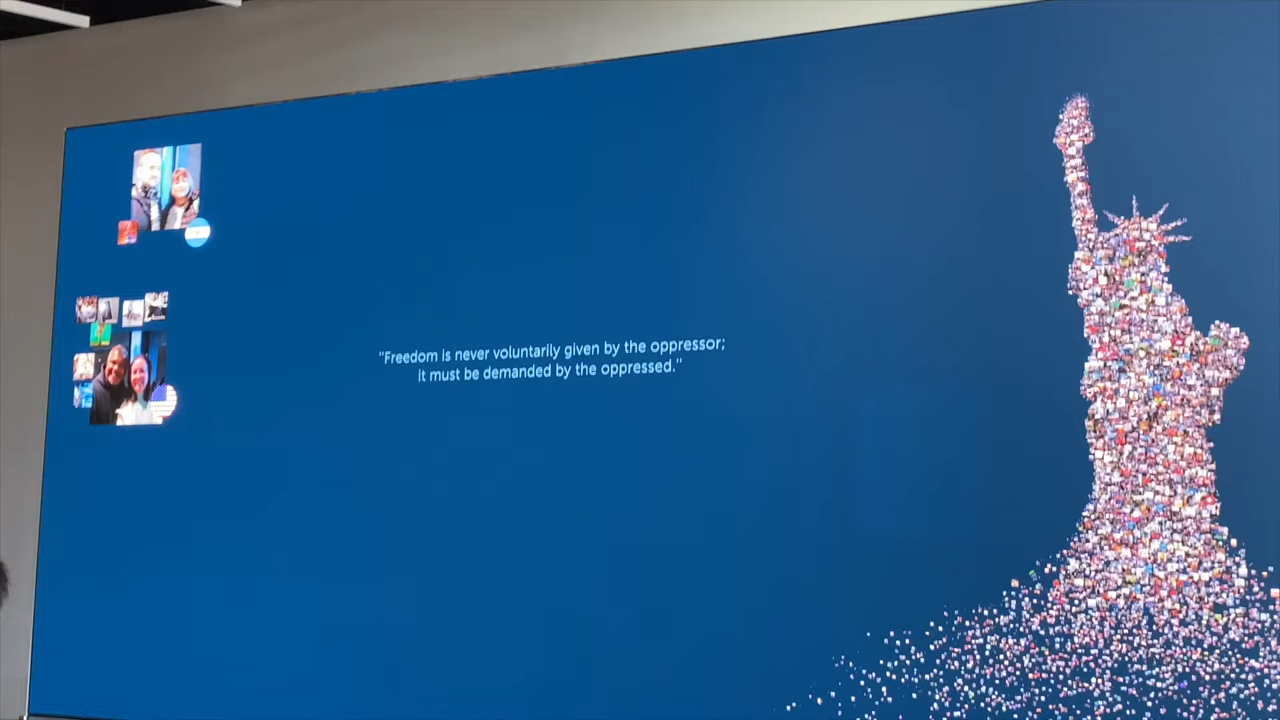 "Freedom is never voluntarily given by the oppressor;
it must be demanded by the oppressed."